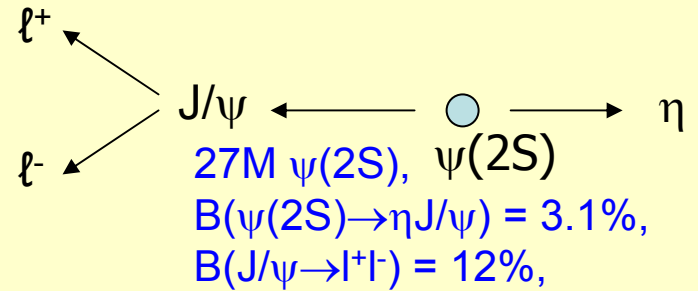 ℓ⁺
J/ψ η
ℓ⁻ ψ(2S)
27M ψ(2S),
B(ψ(2S)→ηJ/ψ) = 3.1%,
B(J/ψ→l⁺l⁻) = 12%,